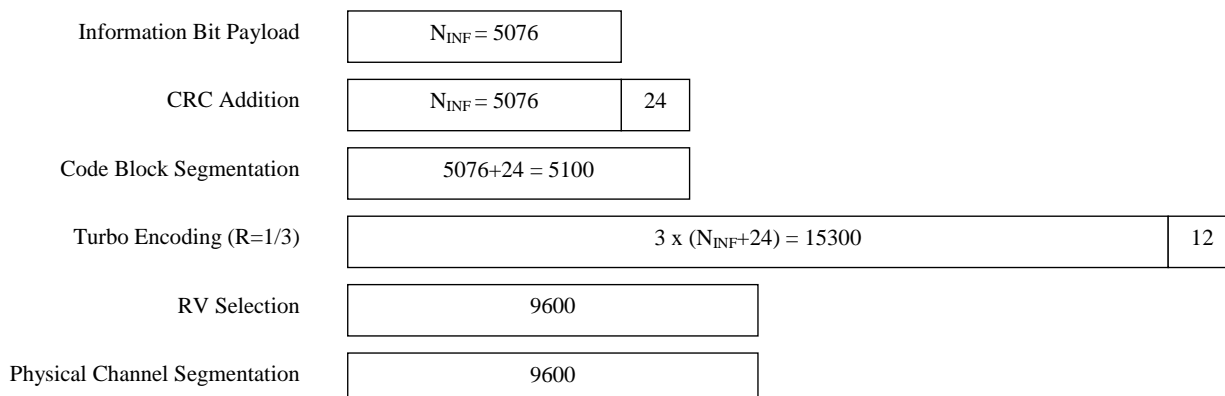 Information Bit Payload N_INF = 5076
CRC Addition N_INF = 5076 24
Code Block Segmentation 5076+24 = 5100
Turbo Encoding (R=1/3) 3 x (N_INF+24) = 15300 12
RV Selection 9600
Physical Channel Segmentation 9600